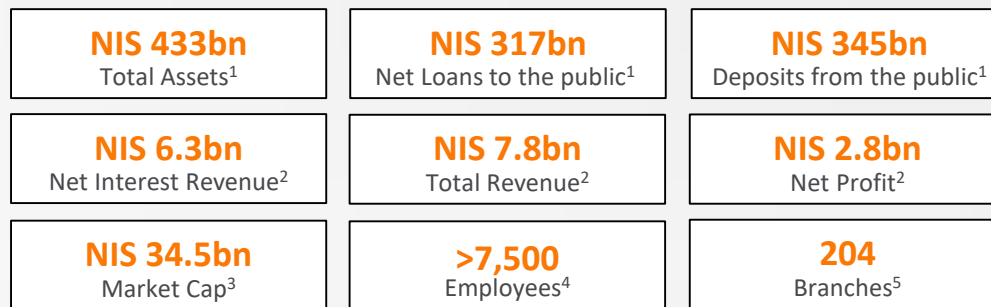 NIS 433bn
Total Assets¹
NIS 317bn
Net Loans to the public¹
NIS 345bn
Deposits from the public¹
NIS 6.3bn
Net Interest Revenue²
NIS 7.8bn
Total Revenue²
NIS 2.8bn
Net Profit²
NIS 34.5bn
Market Cap³
>7,500
Employees⁴
204
Branches⁵